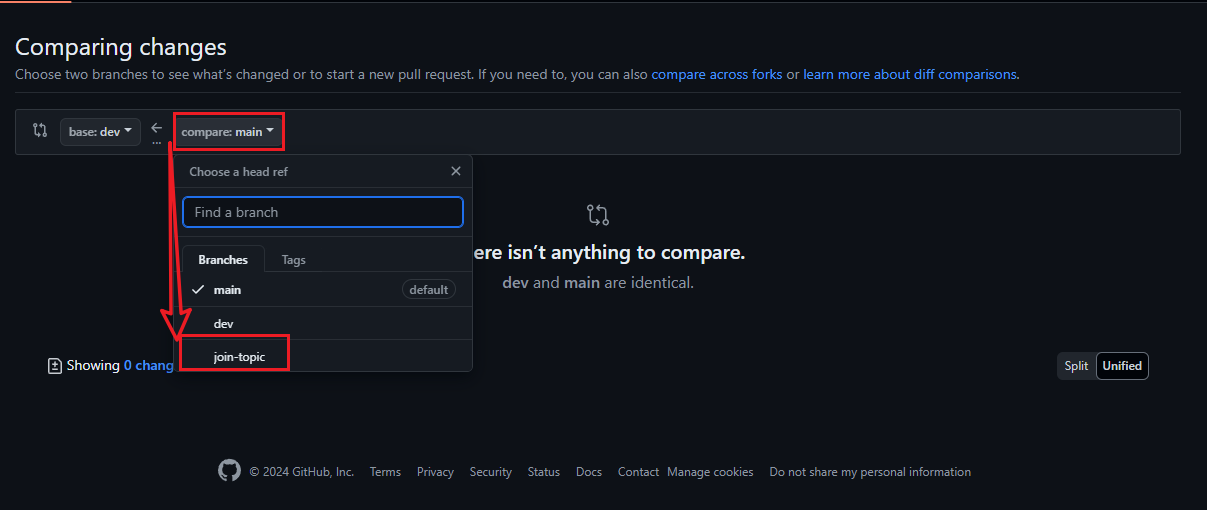 Comparing changes
Choose two branches to see what's changed or to start a new pull request. If you need to, you can also compare across forks or learn more about diff comparisons.
base: dev
...
compare: main
Choose a head ref
Find a branch
Branches Tags
main default
dev
join-topic
ere isn't anything to compare.
dev and main are identical.
Showing 0 chang
Split Unified
© 2024 GitHub, Inc. Terms Privacy Security Status Docs Contact Manage cookies Do not share my personal information